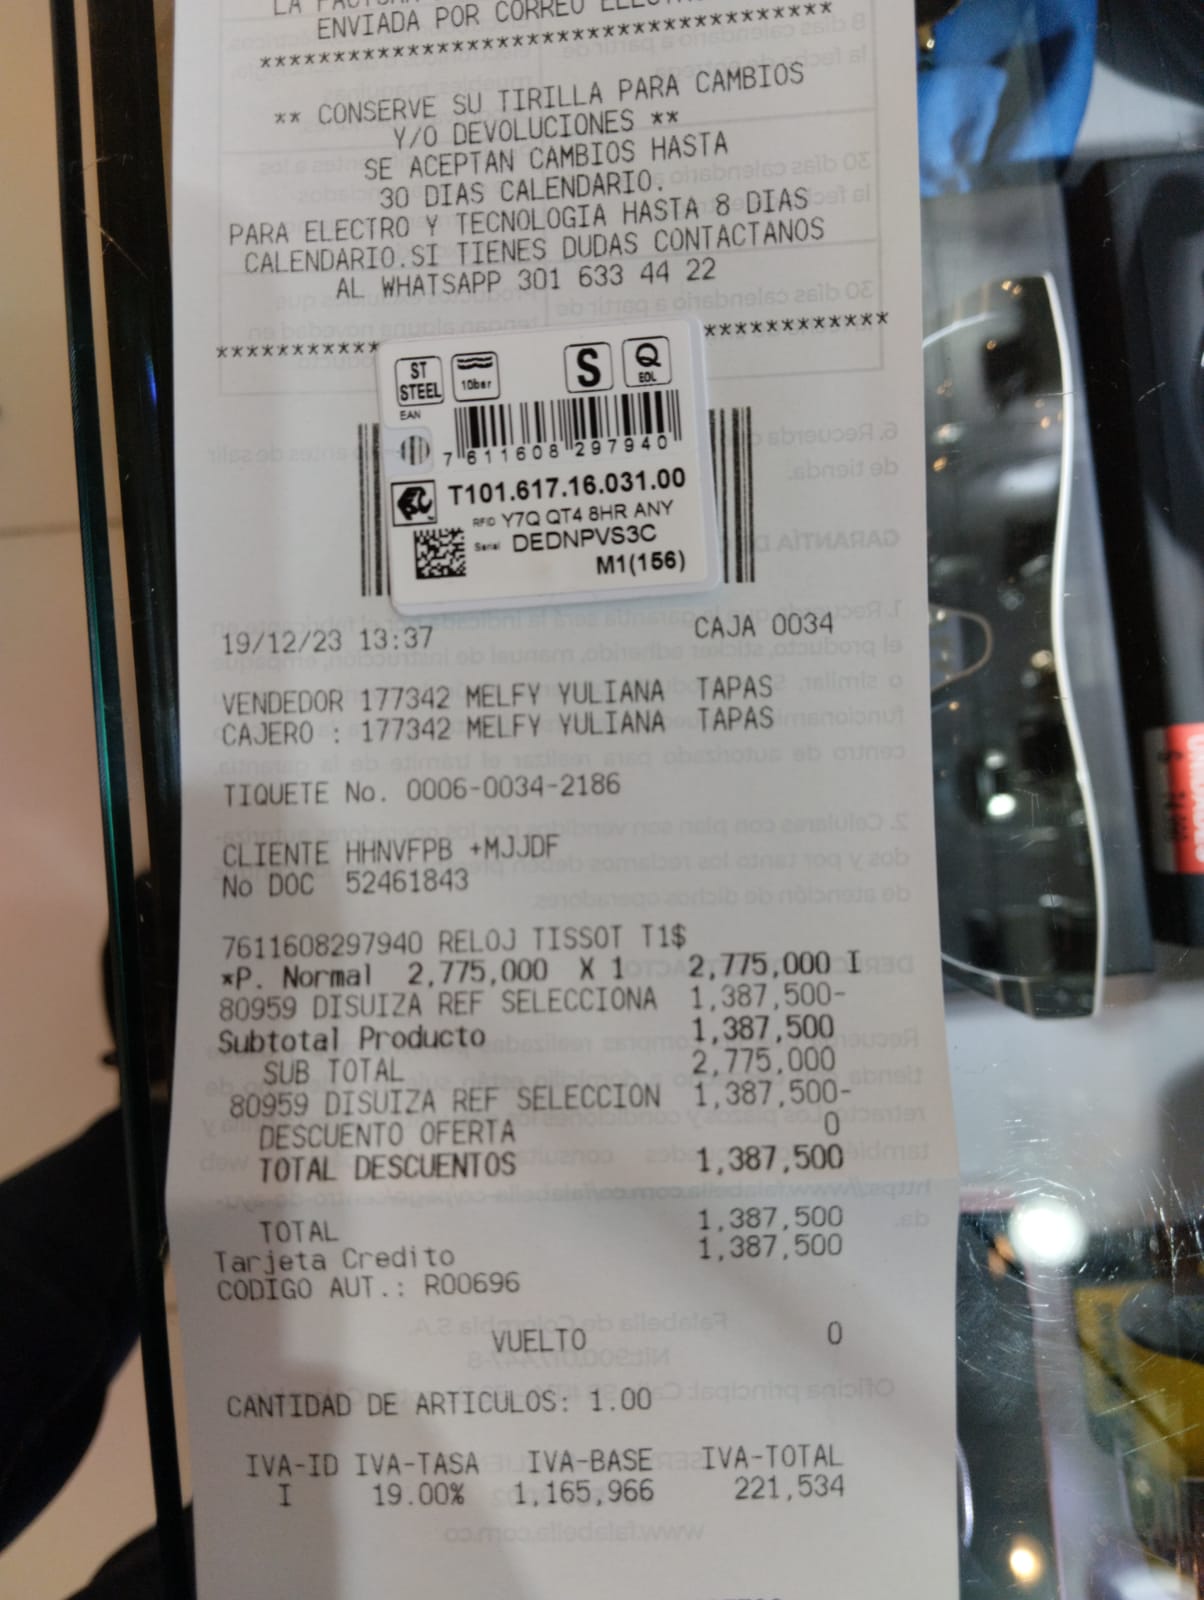 LA FACTURA
ENVIADA POR CORREO
****************************************
** CONSERVE SU TIRILLA PARA CAMBIOS
Y/O DEVOLUCIONES **
SE ACEPTAN CAMBIOS HASTA
30 DIAS CALENDARIO.
PARA ELECTRO Y TECNOLOGIA HASTA 8 DIAS
CALENDARIO.SI TIENES DUDAS CONTACTANOS
AL WHATSAPP 301 633 44 22
****************************************
ST STEEL 10bar S Q EOL
EAN
7 611608 297940
T101.617.16.031.00
RFID Y7Q QT4 8HR ANY
Serial DEDNPVS3C
M1(156)
19/12/23 13:37 CAJA 0034
VENDEDOR 177342 MELFY YULIANA TAPAS
CAJERO : 177342 MELFY YULIANA TAPAS
TIQUETE No. 0006-0034-2186
CLIENTE HHNVFPB +MJJDF
No DOC 52461843
7611608297940 RELOJ TISSOT T1$
*P. Normal 2,775,000 X 1 2,775,000 I
80959 DISUIZA REF SELECCIONA 1,387,500-
Subtotal Producto 1,387,500
SUB TOTAL 2,775,000
80959 DISUIZA REF SELECCION 1,387,500-
DESCUENTO OFERTA 0
TOTAL DESCUENTOS 1,387,500
TOTAL 1,387,500
Tarjeta Credito 1,387,500
CODIGO AUT.: R00696
VUELTO 0
CANTIDAD DE ARTICULOS: 1.00
IVA-ID IVA-TASA IVA-BASE IVA-TOTAL
I 19.00% 1,165,966 221,534